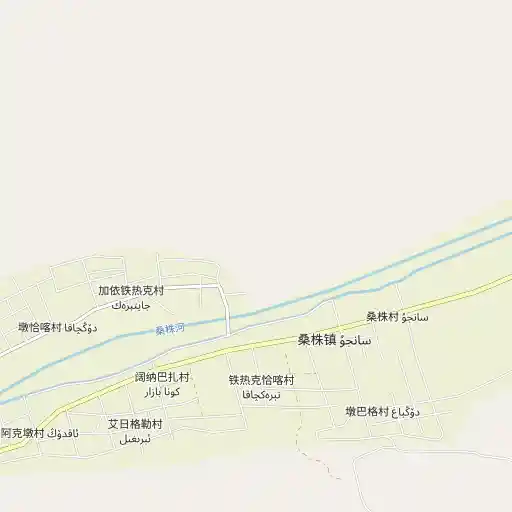 加依铁热克村
جايتىرەك
墩恰喀村 دۆڭچاقا
桑株河
桑株村 سانجۇ
桑株镇 سانجۇ
阔纳巴扎村
كونا بازار
铁热克恰喀村
تىرەكچاقا
墩巴格村 دۆڭباغ
艾日格勒村
ئېرىغىل
阿克墩村 ئاقدۆڭ